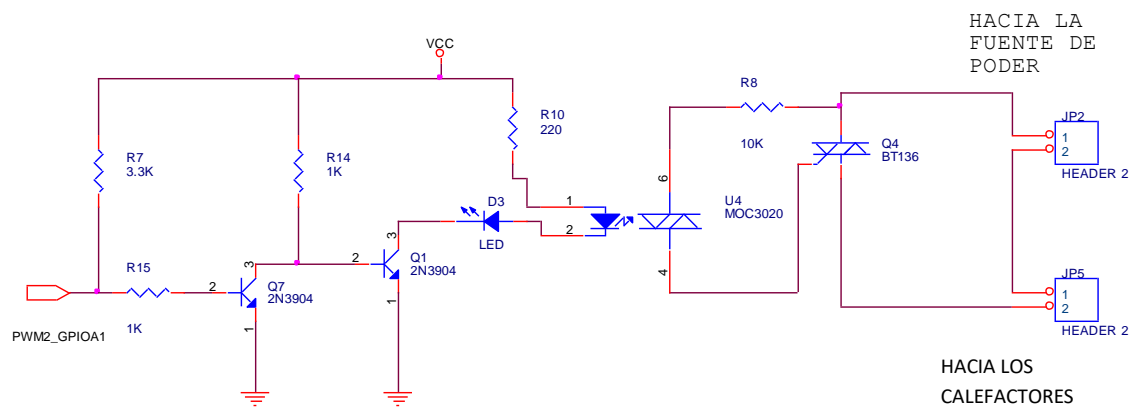 HACIA LA
FUENTE DE
PODER
VCC
R7
3.3K
R14
1K
R10
220
R8
10K
Q4
BT136
JP2
1
2
HEADER 2
6
U4
MOC3020
4
1
2
D3
LED
3
2
Q1
2N3904
1
R15
1K
3
2
Q7
2N3904
1
PWM2_GPIOA1
JP5
1
2
HEADER 2
HACIA LOS
CALEFACTORES